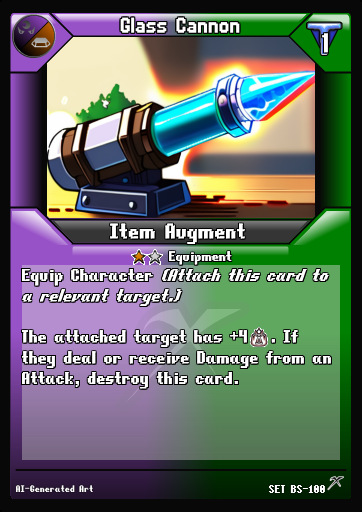 Glass Cannon
1
Item Augment
Equipment
Equip Character (Attach this card to
a relevant target.)
The attached target has +4. If
they deal or receive Damage from an
Attack, destroy this card.
AI-Generated Art
SET BS-100